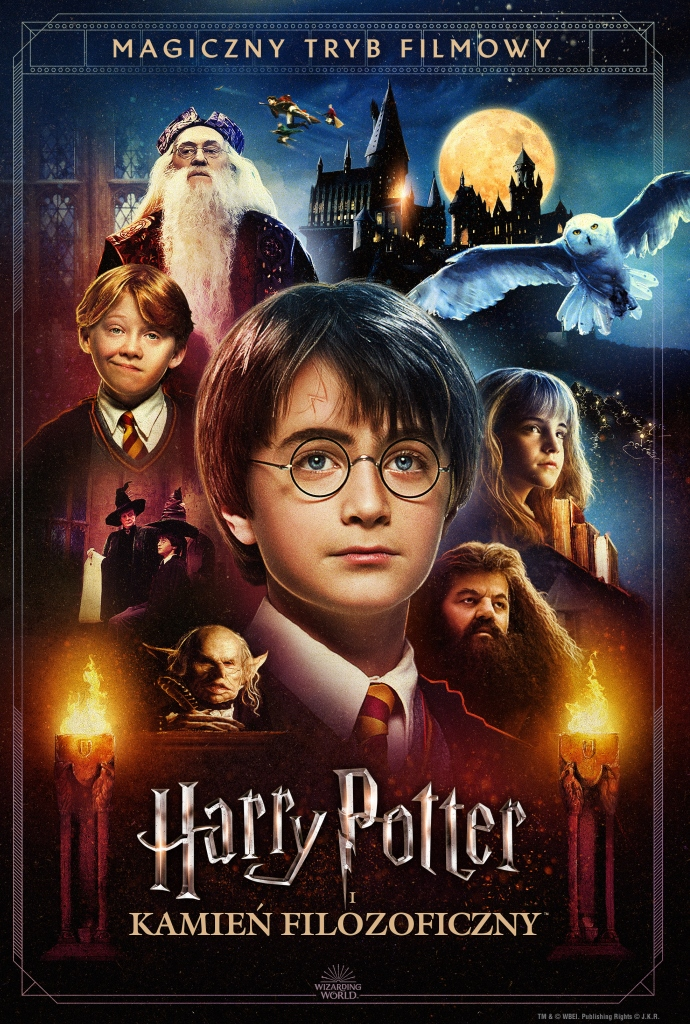 MAGICZNY TRYB FILMOWY
Harry Potter
I
KAMIEŃ FILOZOFICZNY™
WIZARDING
WORLD
TM & © WBEI. Publishing Rights © J.K.R.